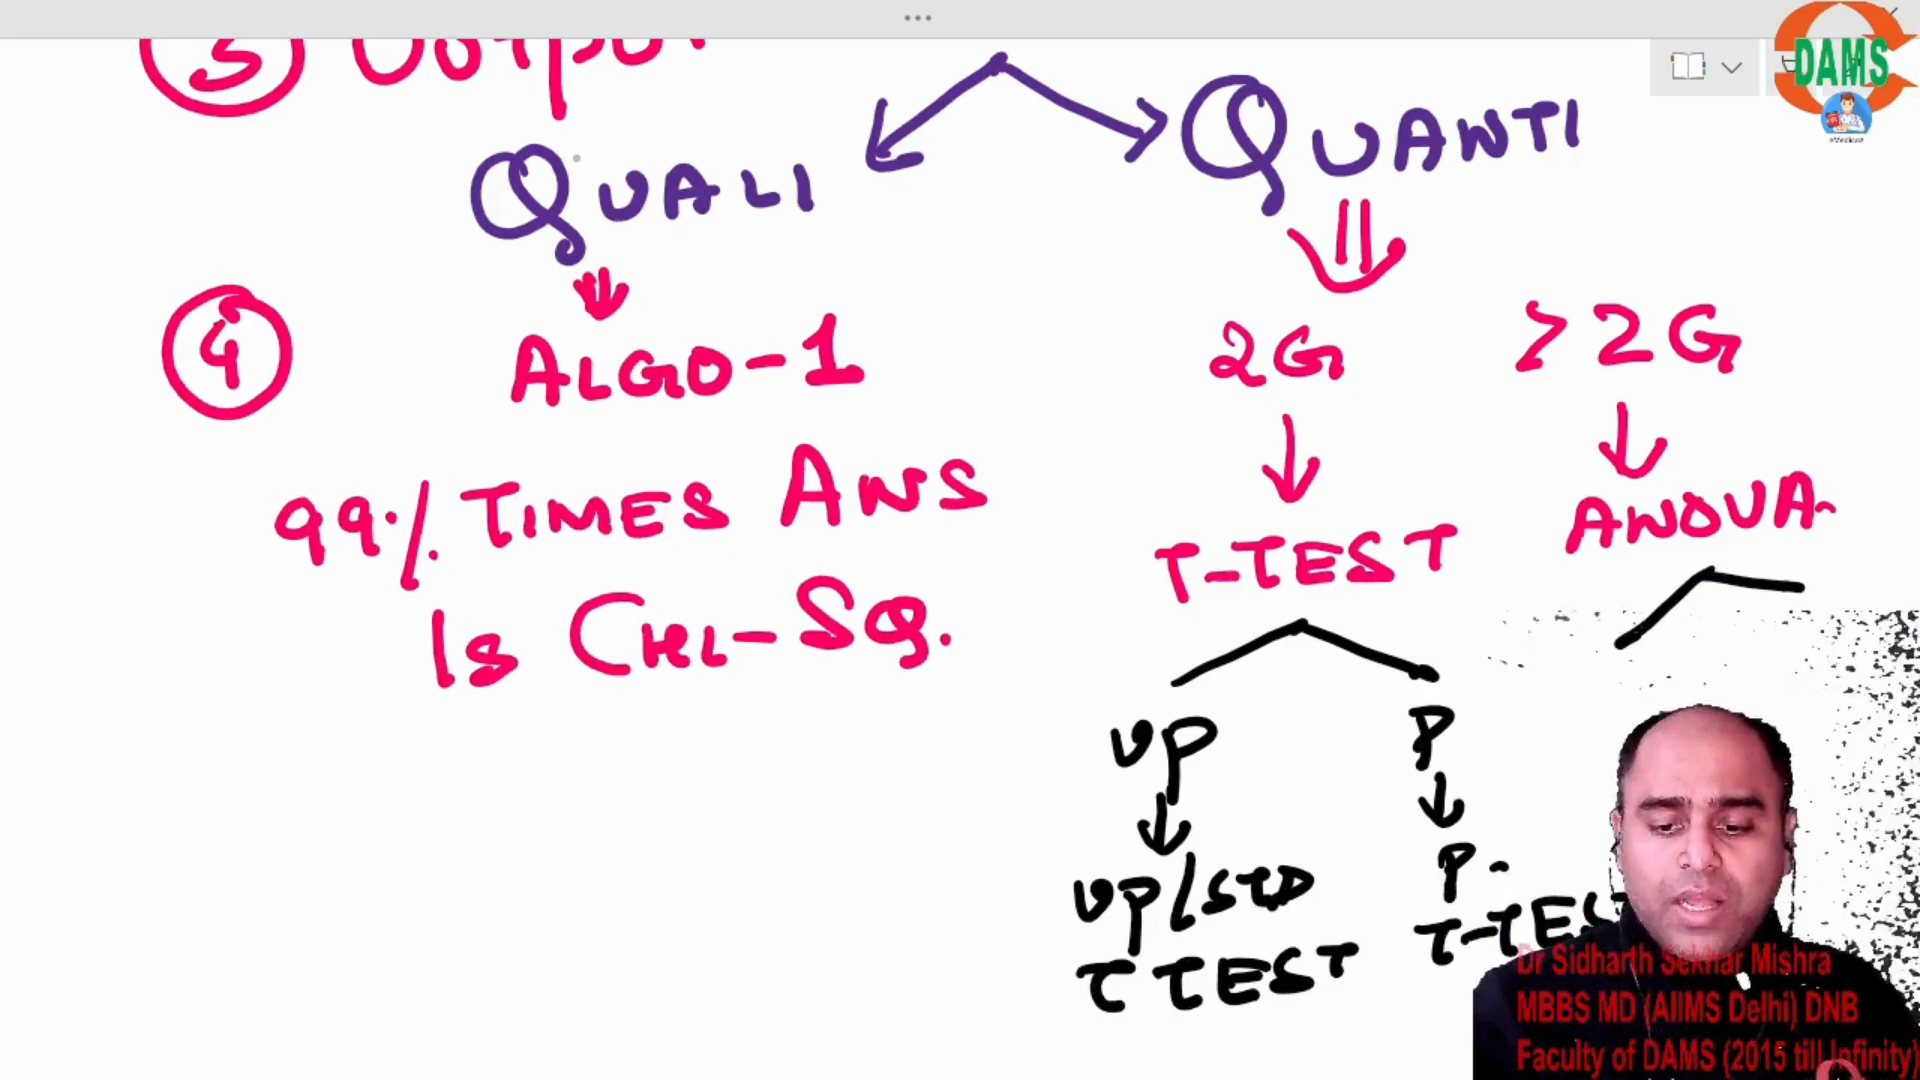 DAMS
QUALI
QUANTI
4
ALGO-1
2G
>2G
99% TIMES ANS
IS CHI-SQ.
T-TEST
ANOVA
UP
P
UP/STD
T TEST
P-
T-TES
Dr Sidharth Sekhar Mishra
MBBS MD (AIIMS Delhi) DNB
Faculty of DAMS (2015 till Infinity)